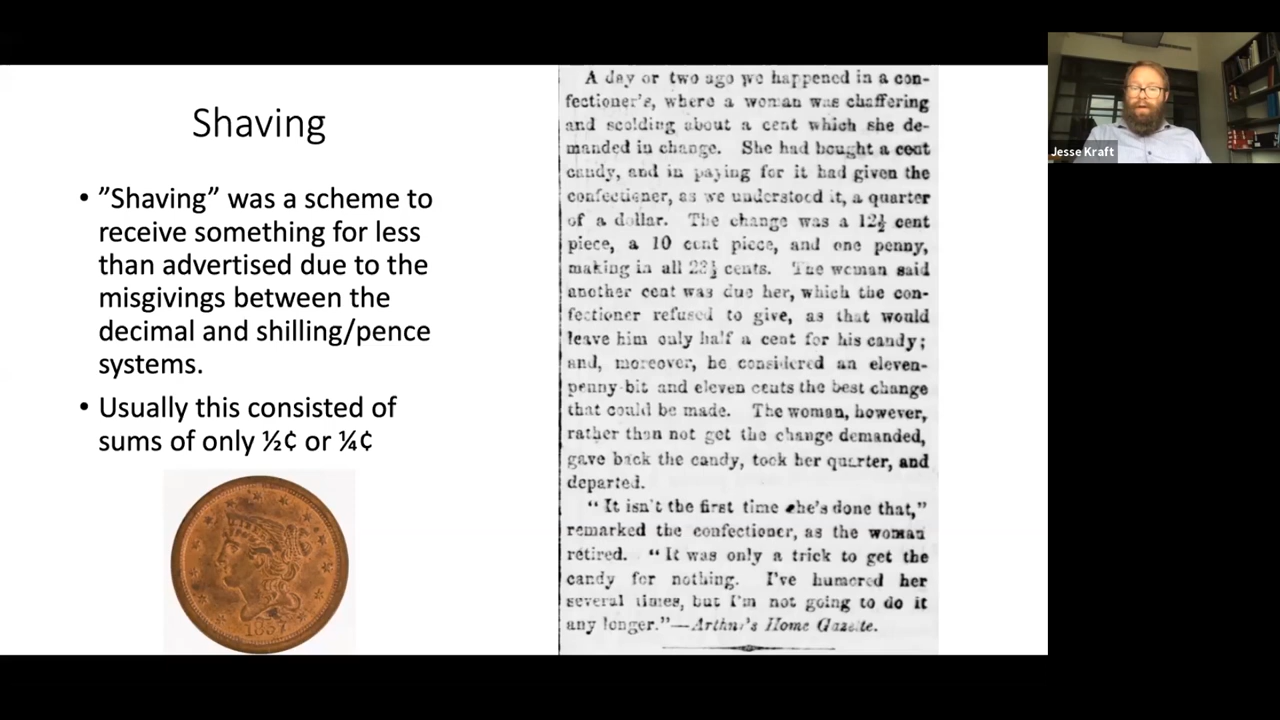 Shaving
• ”Shaving” was a scheme to
receive something for less
than advertised due to the
misgivings between the
decimal and shilling/pence
systems.
• Usually this consisted of
sums of only ½¢ or ¼¢
1857
A day or two ago we happened in a con-
fectioner's, where a woman was chaffering
and scolding about a cent which she de-
manded in change. She had bought a cent
candy, and in paying for it had given the
confectioner, as we understood it, a quarter
of a dollar. The change was a 12½ cent
piece, a 10 cent piece, and one penny,
making in all 23½ cents. The woman said
another cent was due her, which the con-
fectioner refused to give, as that would
leave him only half a cent for his candy;
and, moreover, he considered an eleven-
penny-bit and eleven cents the best change
that could be made. The woman, however,
rather than not get the change demanded,
gave back the candy, took her quarter, and
departed.
“It isn't the first time she's done that,”
remarked the confectioner, as the woman
retired. “It was only a trick to get the
candy for nothing. I've humored her
several times, but I'm not going to do it
any longer.”—Arthur's Home Gazette.
Jesse Kraft